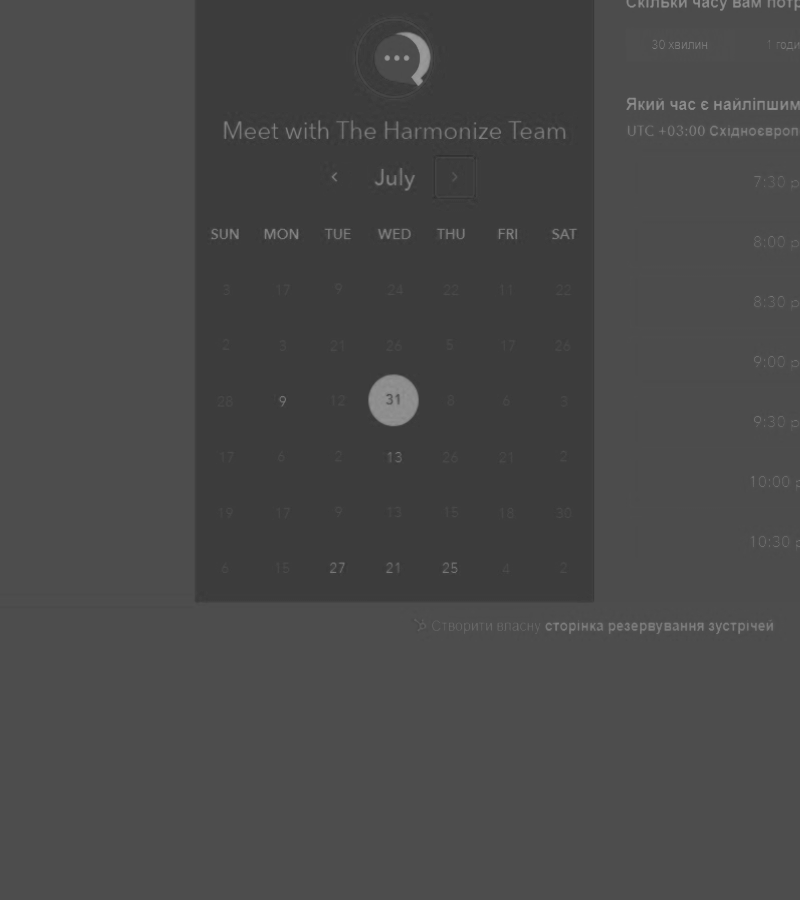 Meet with The Harmonize Team
July
SUN MON TUE WED THU FRI SAT
3 17 9 24 22 11 22
2 3 21 26 5 17 26
28 9 12 31 8 6 3
17 6 2 13 26 21 2
19 17 9 13 15 18 30
6 15 27 21 25 4 2
Скільки часу вам
30 хвилин 1
Який час є найліпшим
UTC +03:00
7:30
8:00
8:30
9:00
9:30
10:00
10:30
Створити власну сторінка резервування зустрічей